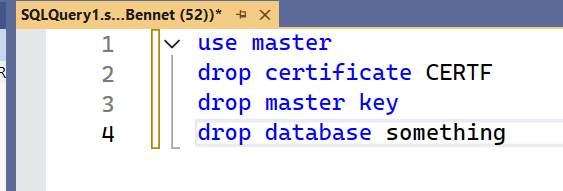 SQLQuery1.s...Bennet (52))*
1 use master
2 drop certificate CERTF
3 drop master key
4 drop database something